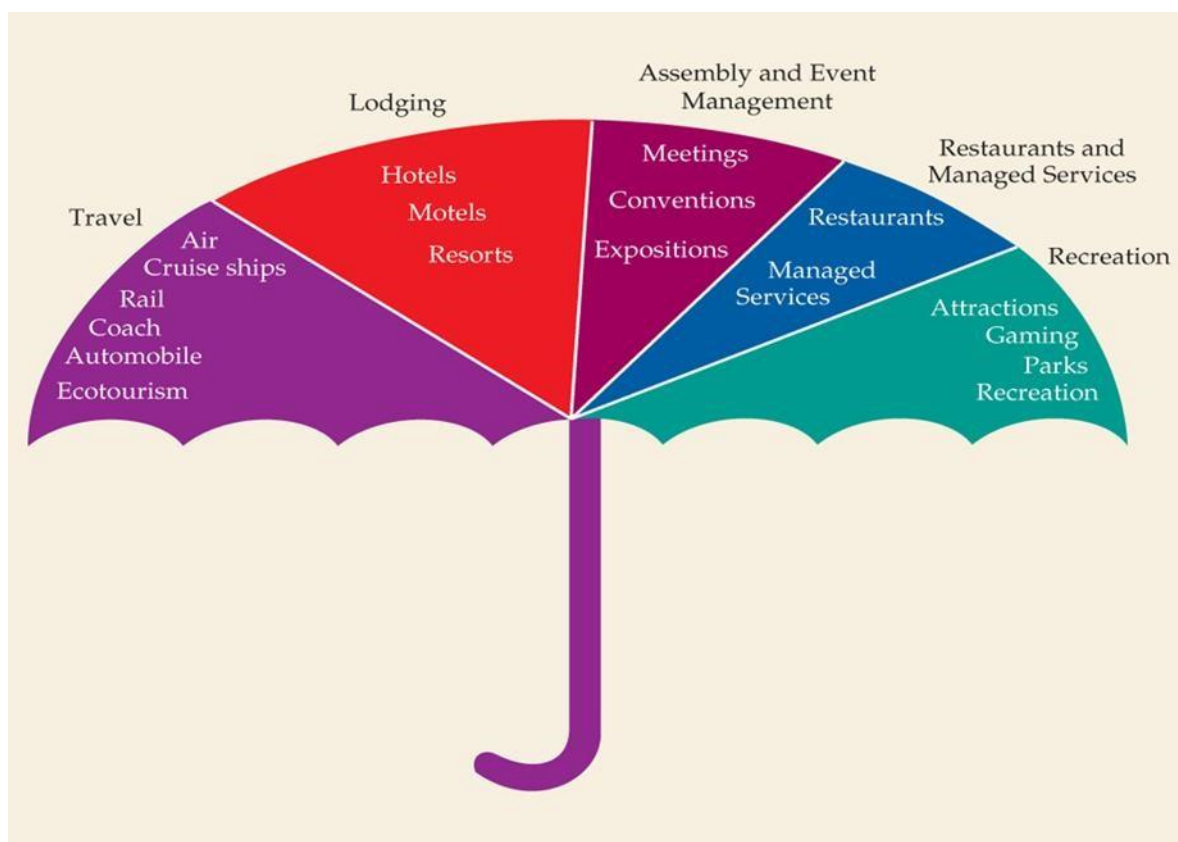 Travel
Air
Cruise ships
Rail
Coach
Automobile
Ecotourism
Lodging
Hotels
Motels
Resorts
Assembly and Event
Management
Meetings
Conventions
Expositions
Restaurants and
Managed Services
Restaurants
Managed
Services
Recreation
Attractions
Gaming
Parks
Recreation